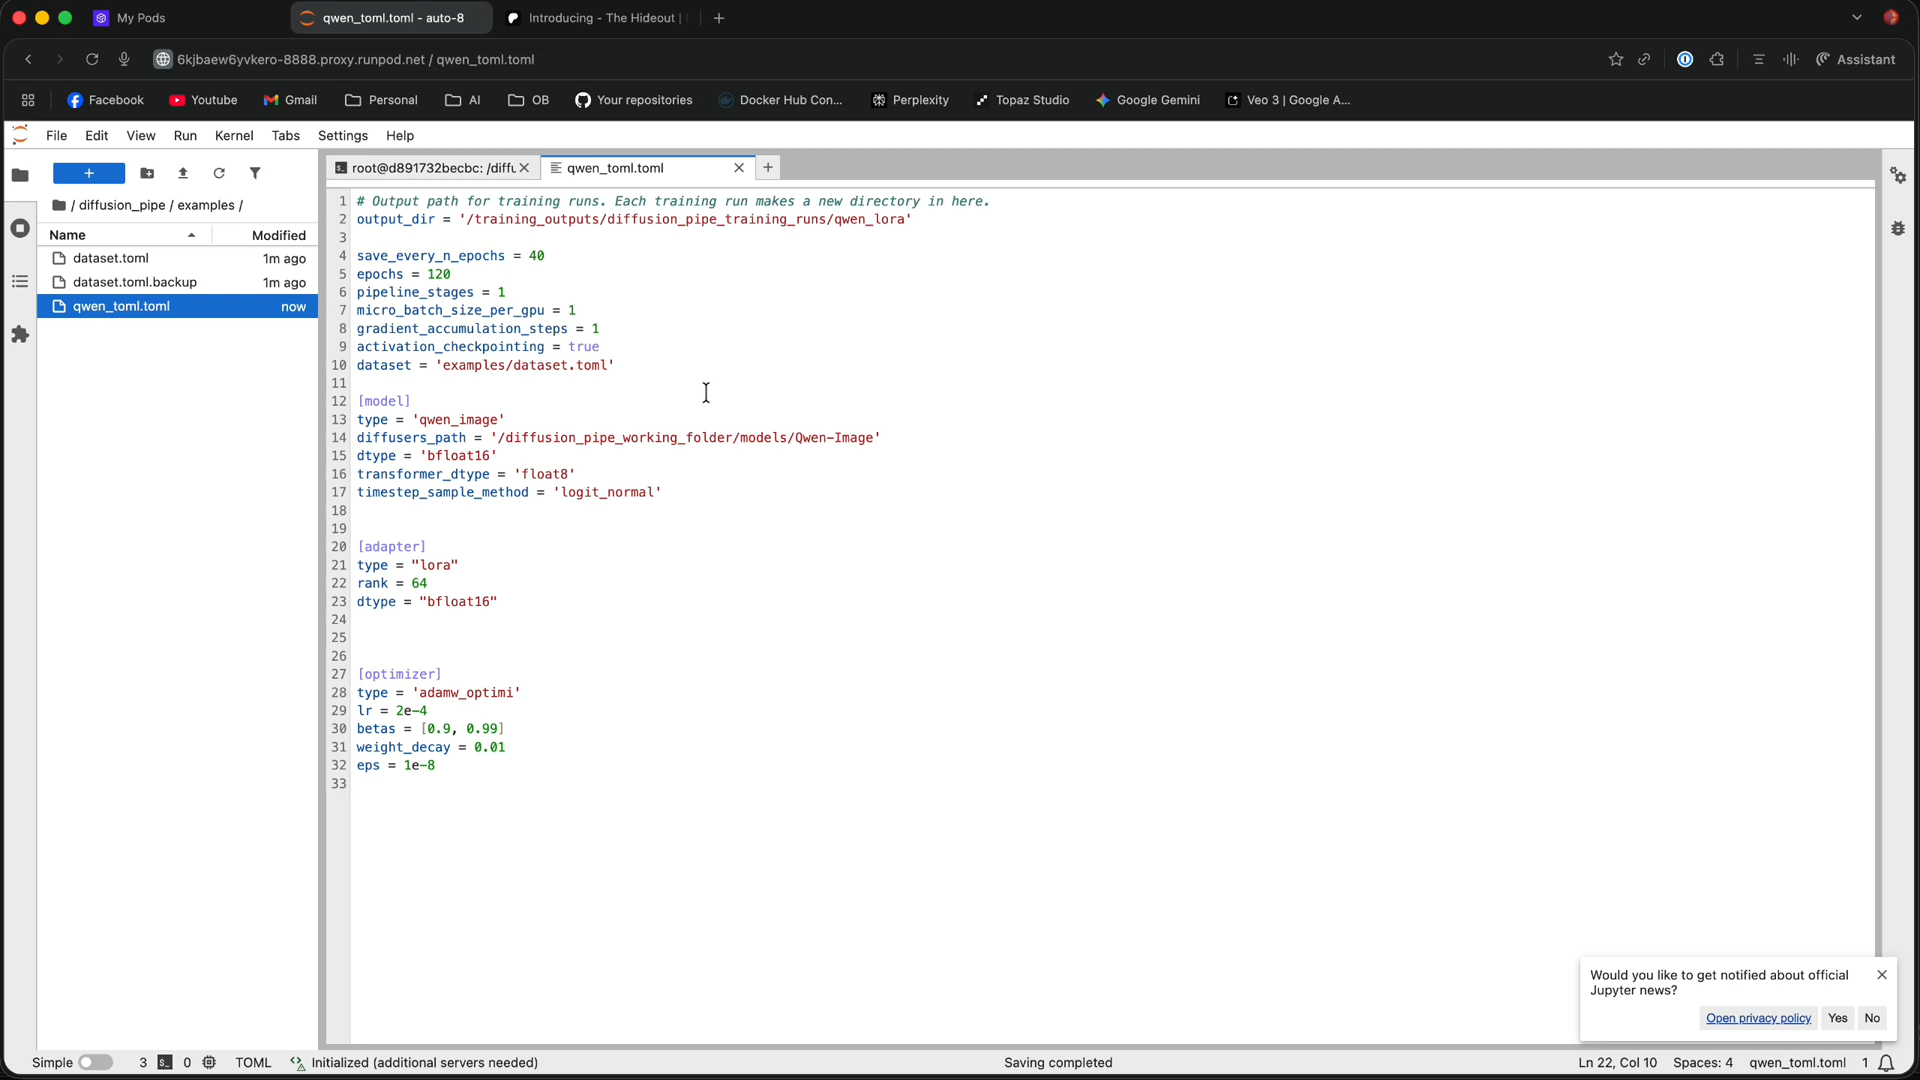 My Pods
qwen_toml.toml - auto-8
Introducing - The Hideout |
6kjbaew6yvkero-8888.proxy.runpod.net / qwen_toml.toml
Assistant
Facebook
Youtube
Gmail
Personal
AI
OB
Your repositories
Docker Hub Con...
Perplexity
Topaz Studio
Google Gemini
Veo 3 | Google A...
File Edit View Run Kernel Tabs Settings Help
root@d891732becbc: /diffu
qwen_toml.toml
/ diffusion_pipe / examples /
Name Modified
dataset.toml 1m ago
dataset.toml.backup 1m ago
qwen_toml.toml now
1 # Output path for training runs. Each training run makes a new directory in here.
2 output_dir = '/training_outputs/diffusion_pipe_training_runs/qwen_lora'
3
4 save_every_n_epochs = 40
5 epochs = 120
6 pipeline_stages = 1
7 micro_batch_size_per_gpu = 1
8 gradient_accumulation_steps = 1
9 activation_checkpointing = true
10 dataset = 'examples/dataset.toml'
11
12 [model]
13 type = 'qwen_image'
14 diffusers_path = '/diffusion_pipe_working_folder/models/Qwen-Image'
15 dtype = 'bfloat16'
16 transformer_dtype = 'float8'
17 timestep_sample_method = 'logit_normal'
18
19
20 [adapter]
21 type = "lora"
22 rank = 64
23 dtype = "bfloat16"
24
25
26
27 [optimizer]
28 type = 'adamw_optimi'
29 lr = 2e-4
30 betas = [0.9, 0.99]
31 weight_decay = 0.01
32 eps = 1e-8
33
Would you like to get notified about official
Jupyter news?
Open privacy policy Yes No
Simple 3 0 TOML Initialized (additional servers needed) Saving completed Ln 22, Col 10 Spaces: 4 qwen_toml.toml 1